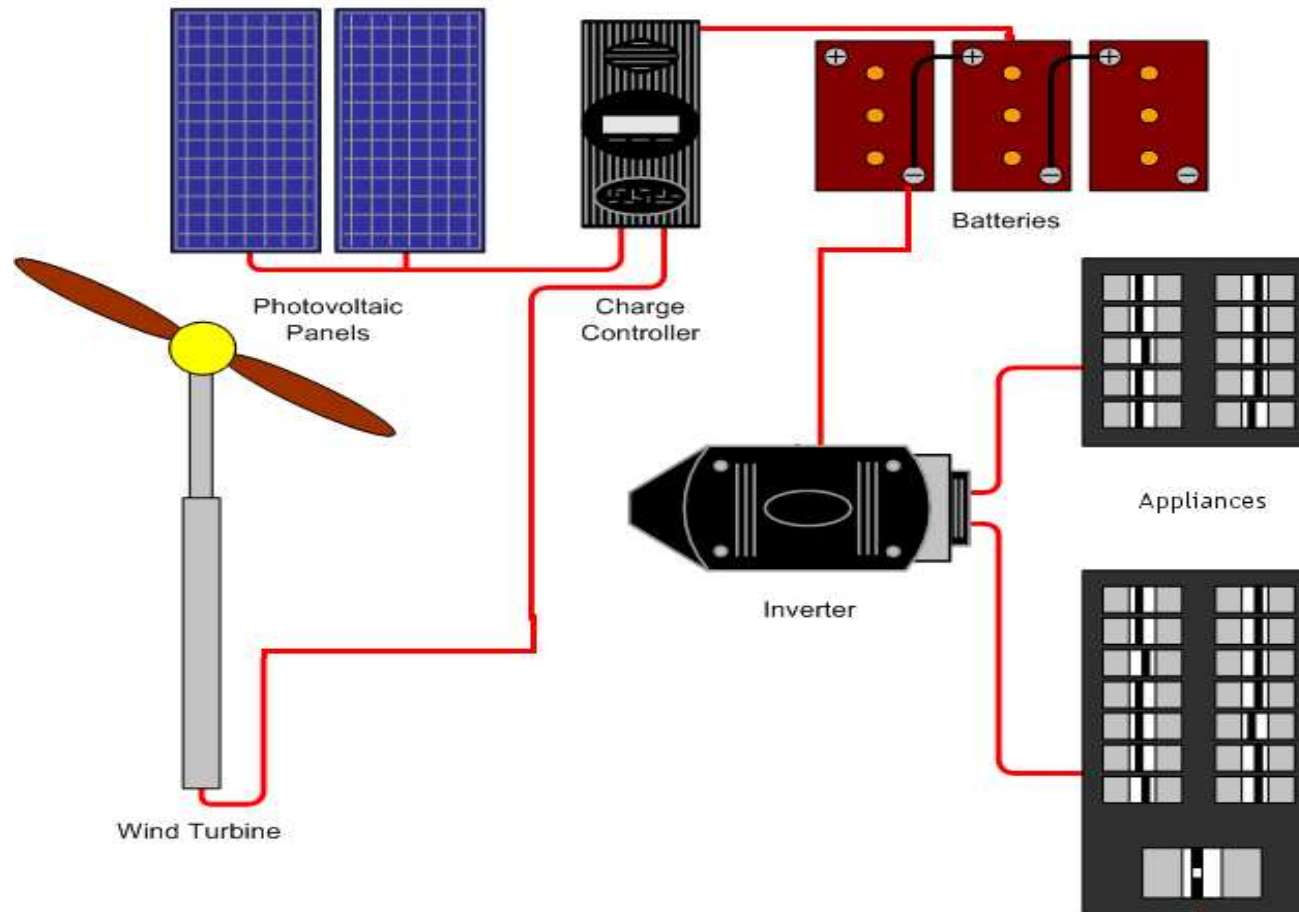 Batteries
Photovoltaic
Panels
Charge
Controller
Appliances
Inverter
Wind Turbine